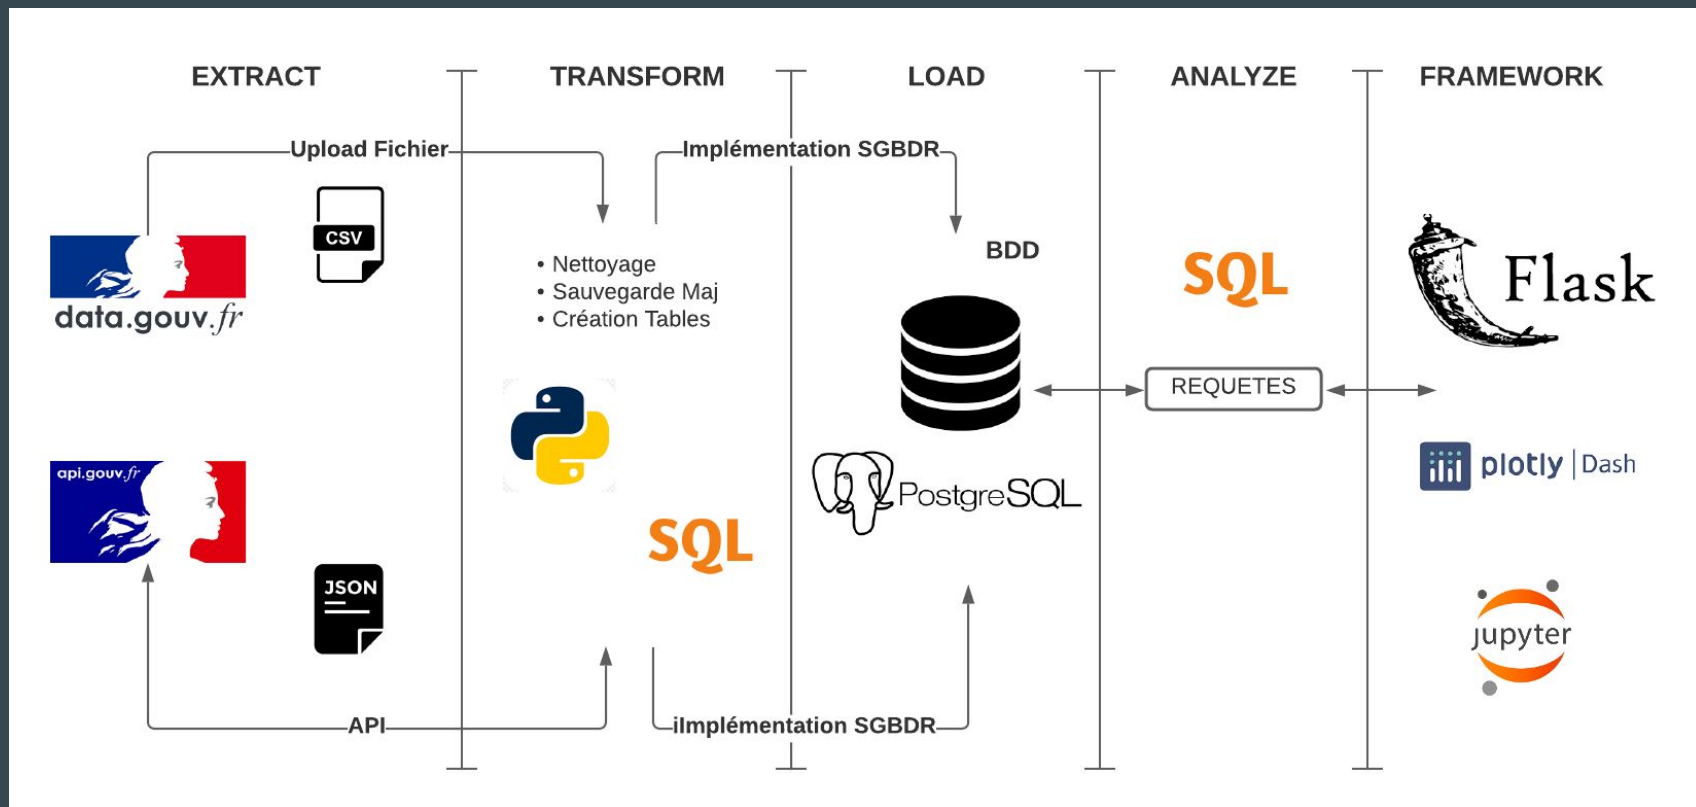 EXTRACT
TRANSFORM
LOAD
ANALYZE
FRAMEWORK
Upload Fichier
Implémentation SGBDR
CSV
data.gouv.fr
• Nettoyage
• Sauvegarde Maj
• Création Tables
BDD
SQL
Flask
REQUETES
api.gouv.fr
PostgreSQL
plotly | Dash
SQL
JSON
jupyter
API
iImplémentation SGBDR